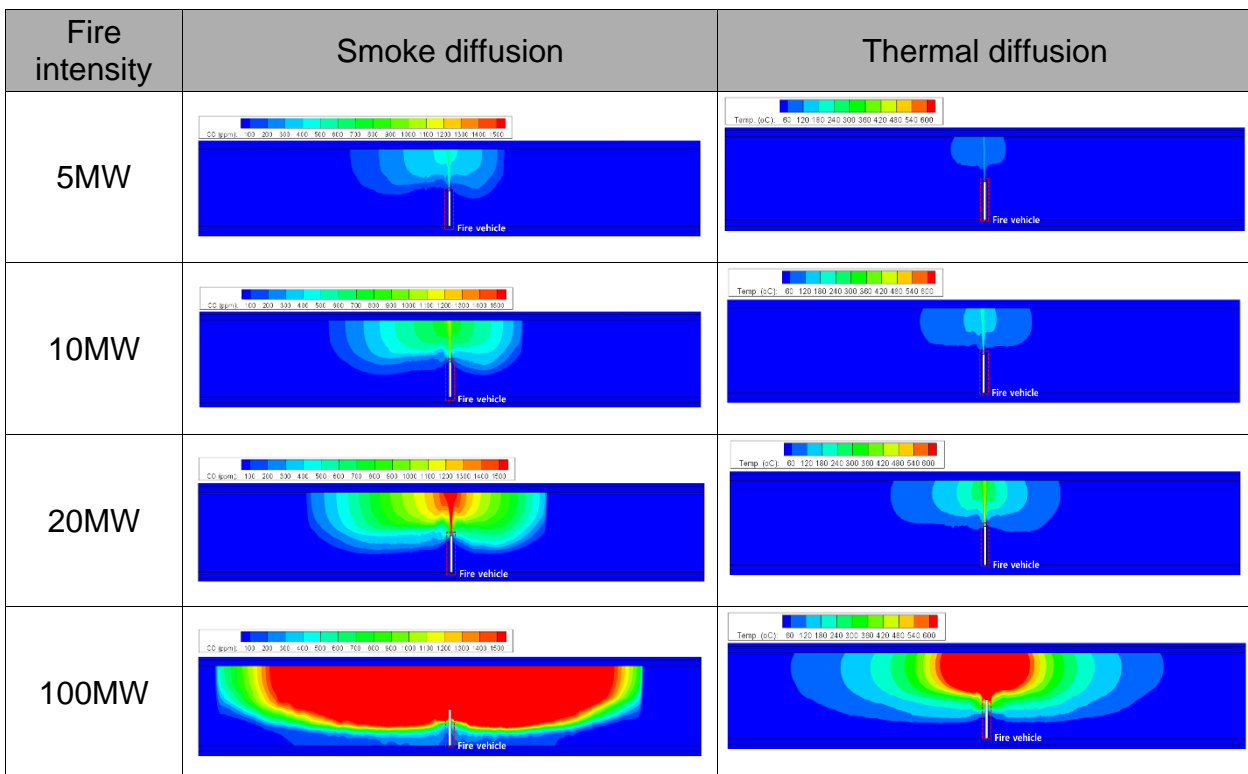 Fire intensity
Smoke diffusion
Thermal diffusion
5MW
CO (ppm): 100 200 300 400 500 600 700 800 900 1000 1100 1200 1300 1400 1500
Fire vehicle
Temp. (oC): 60 120 180 240 300 360 420 480 540 600
Fire vehicle
10MW
CO (ppm): 100 200 300 400 500 600 700 800 900 1000 1100 1200 1300 1400 1500
Fire vehicle
Temp. (oC): 60 120 180 240 300 360 420 480 540 600
Fire vehicle
20MW
CO (ppm): 100 200 300 400 500 600 700 800 900 1000 1100 1200 1300 1400 1500
Fire vehicle
Temp. (oC): 60 120 180 240 300 360 420 480 540 600
Fire vehicle
100MW
CO (ppm): 100 200 300 400 500 600 700 800 900 1000 1100 1200 1300 1400 1500
Fire vehicle
Temp. (oC): 60 120 180 240 300 360 420 480 540 600
Fire vehicle